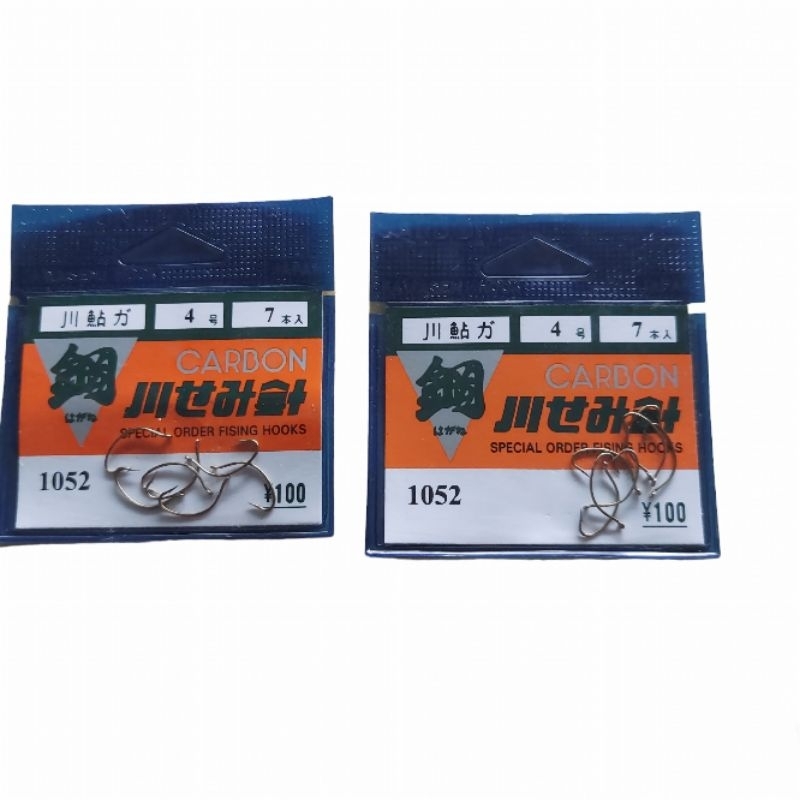 川鮎ガ 4号 7本入
CARBON
鋼 川せみ針
はがね
SPECIAL ORDER FISING HOOKS
1052
¥100
川鮎ガ 4号 7本入
CARBON
鋼 川せみ針
はがね
SPECIAL ORDER FISING HOOKS
1052
¥100